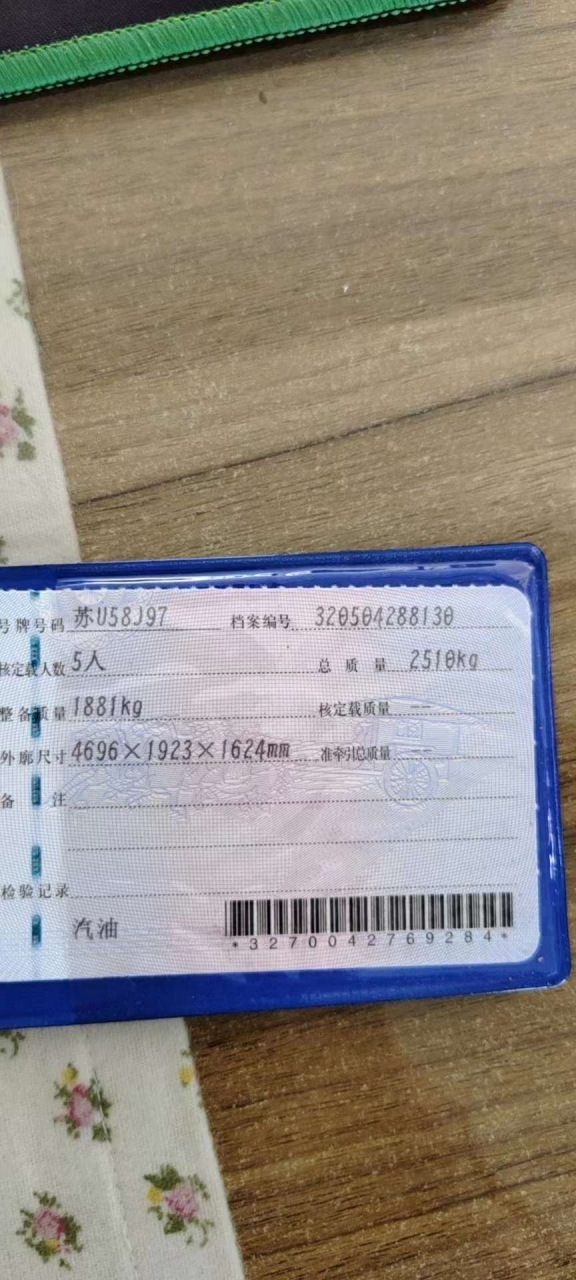 号牌号码 苏U58J97 档案编号 320504288130
核定载人数 5人 总质量 2510kg
整备质量 1881kg 核定载质量 --
外廓尺寸 4696×1923×1624mm 准牵引总质量 --
备注
检验记录
汽油
*3270042769284*